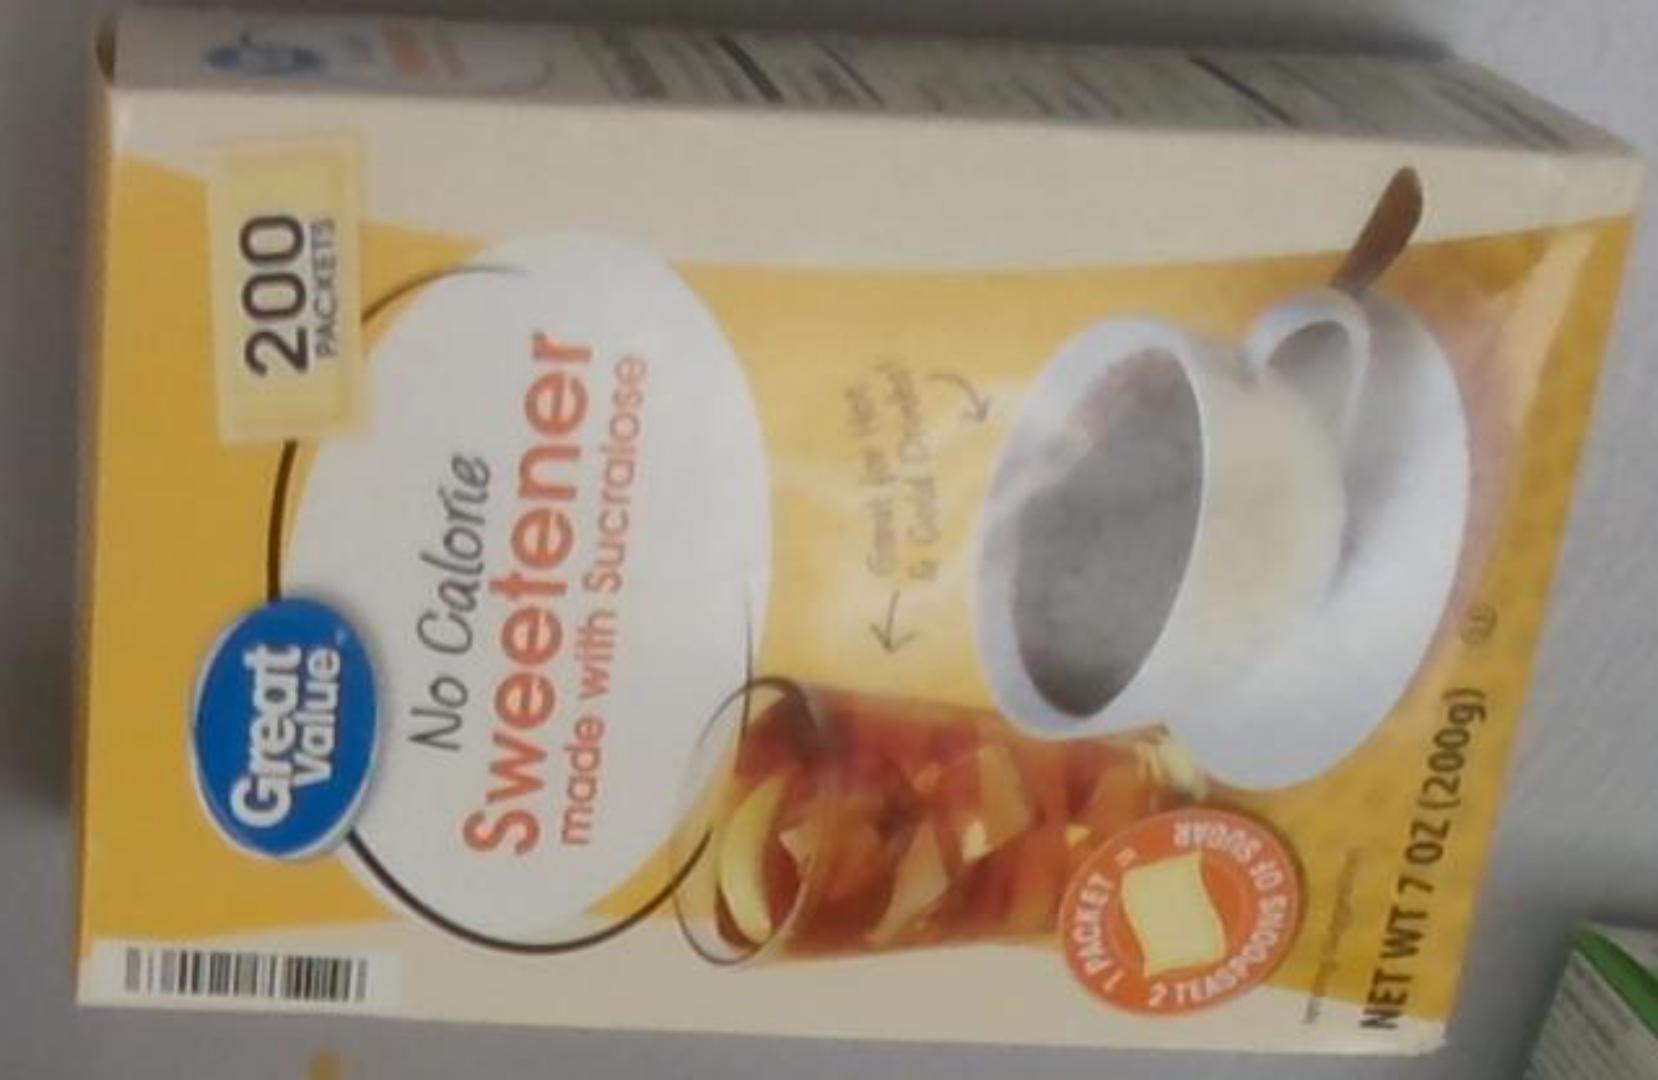 200
PACKETS
Great
Value
No Calorie
Sweetener
made with Sucralose
Great for Hot
& Cold Drinks!
1 PACKET
2 TEASPOONS OF SUGAR
NET WT 7 OZ (200g)